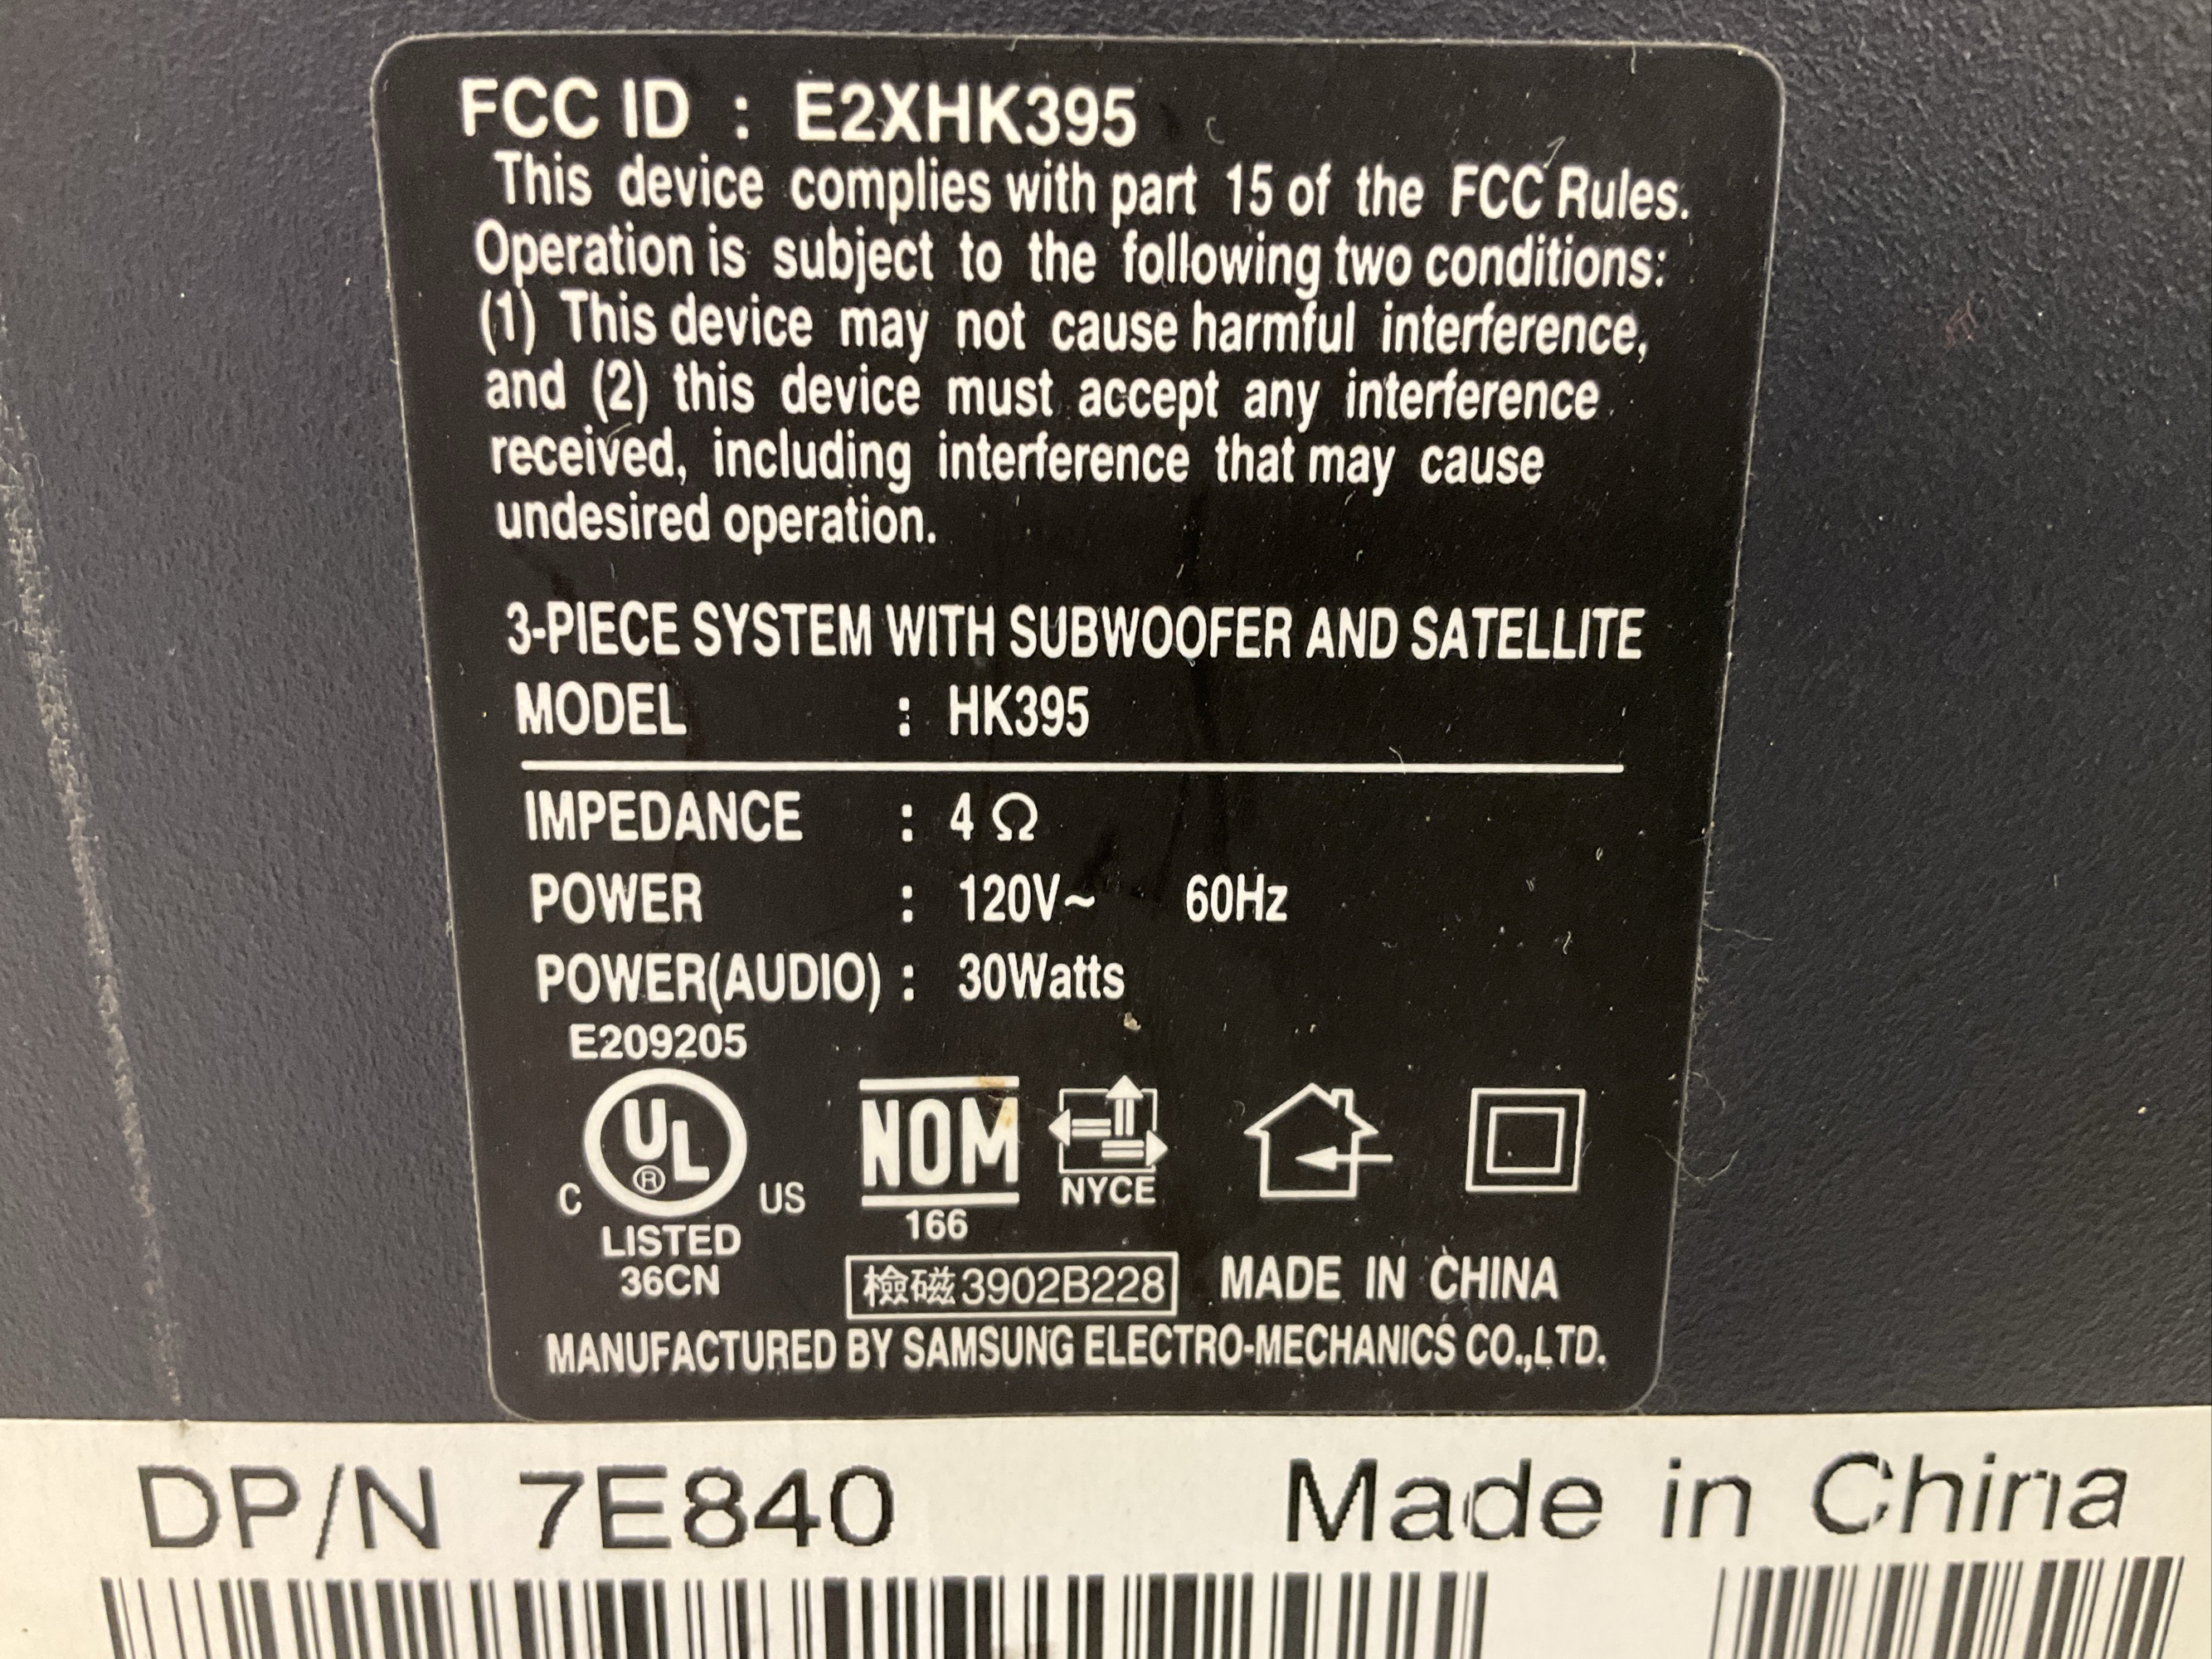 FCC ID : E2XHK395
This device complies with part 15 of the FCC Rules.
Operation is subject to the following two conditions:
(1) This device may not cause harmful interference,
and (2) this device must accept any interference
received, including interference that may cause
undesired operation.
3-PIECE SYSTEM WITH SUBWOOFER AND SATELLITE
MODEL : HK395
IMPEDANCE : 4 Ω
POWER : 120V~ 60Hz
POWER(AUDIO) : 30Watts
E209205
C UL ® US
LISTED
36CN
NOM
166
NYCE
檢磁3902B228
MADE IN CHINA
MANUFACTURED BY SAMSUNG ELECTRO-MECHANICS CO.,LTD.
DP/N 7E840 Made in China